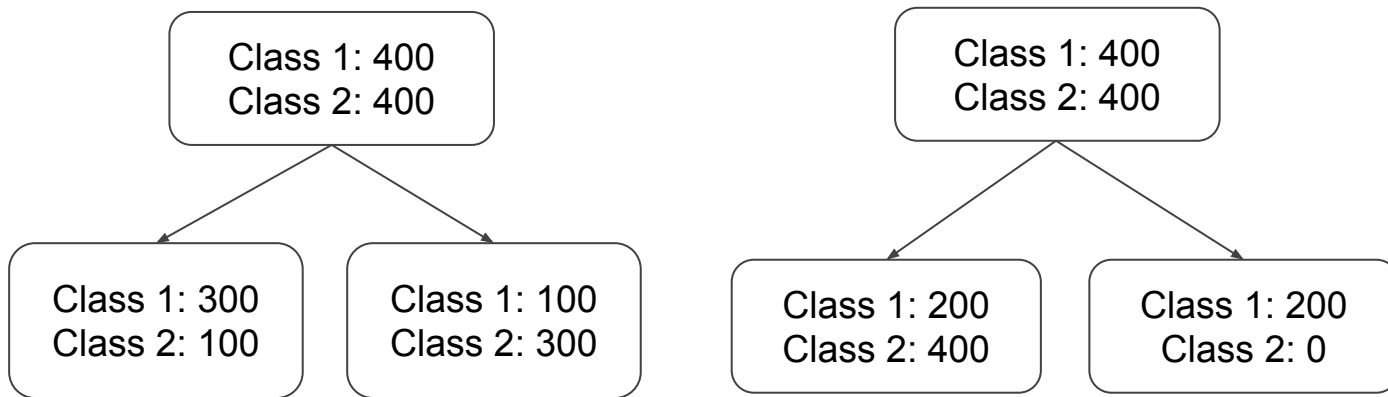 Class 1: 400
Class 2: 400
Class 1: 300
Class 2: 100
Class 1: 100
Class 2: 300
Class 1: 400
Class 2: 400
Class 1: 200
Class 2: 400
Class 1: 200
Class 2: 0